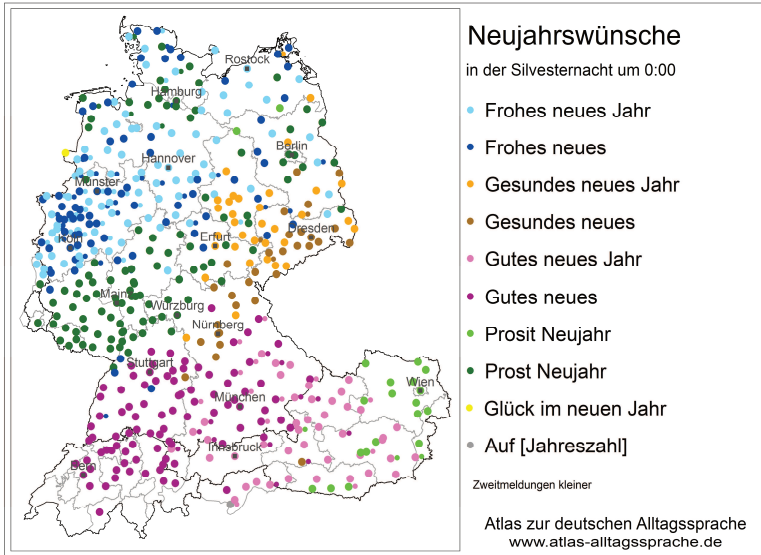 Neujahrswünsche
in der Silvesternacht um 0:00
Frohes neues Jahr
Frohes neues
Gesundes neues Jahr
Gesundes neues
Gutes neues Jahr
Gutes neues
Prosit Neujahr
Prost Neujahr
Glück im neuen Jahr
Auf [Jahreszahl]
Zweitmeldungen kleiner
Atlas zur deutschen Alltagssprache
www.atlas-alltagssprache.de
Rostock
Hamburg
Berlin
Hannover
Münster
Köln
Erfurt
Dresden
Mainz
Würzburg
Nürnberg
Stuttgart
München
Wien
Innsbruck
Bern